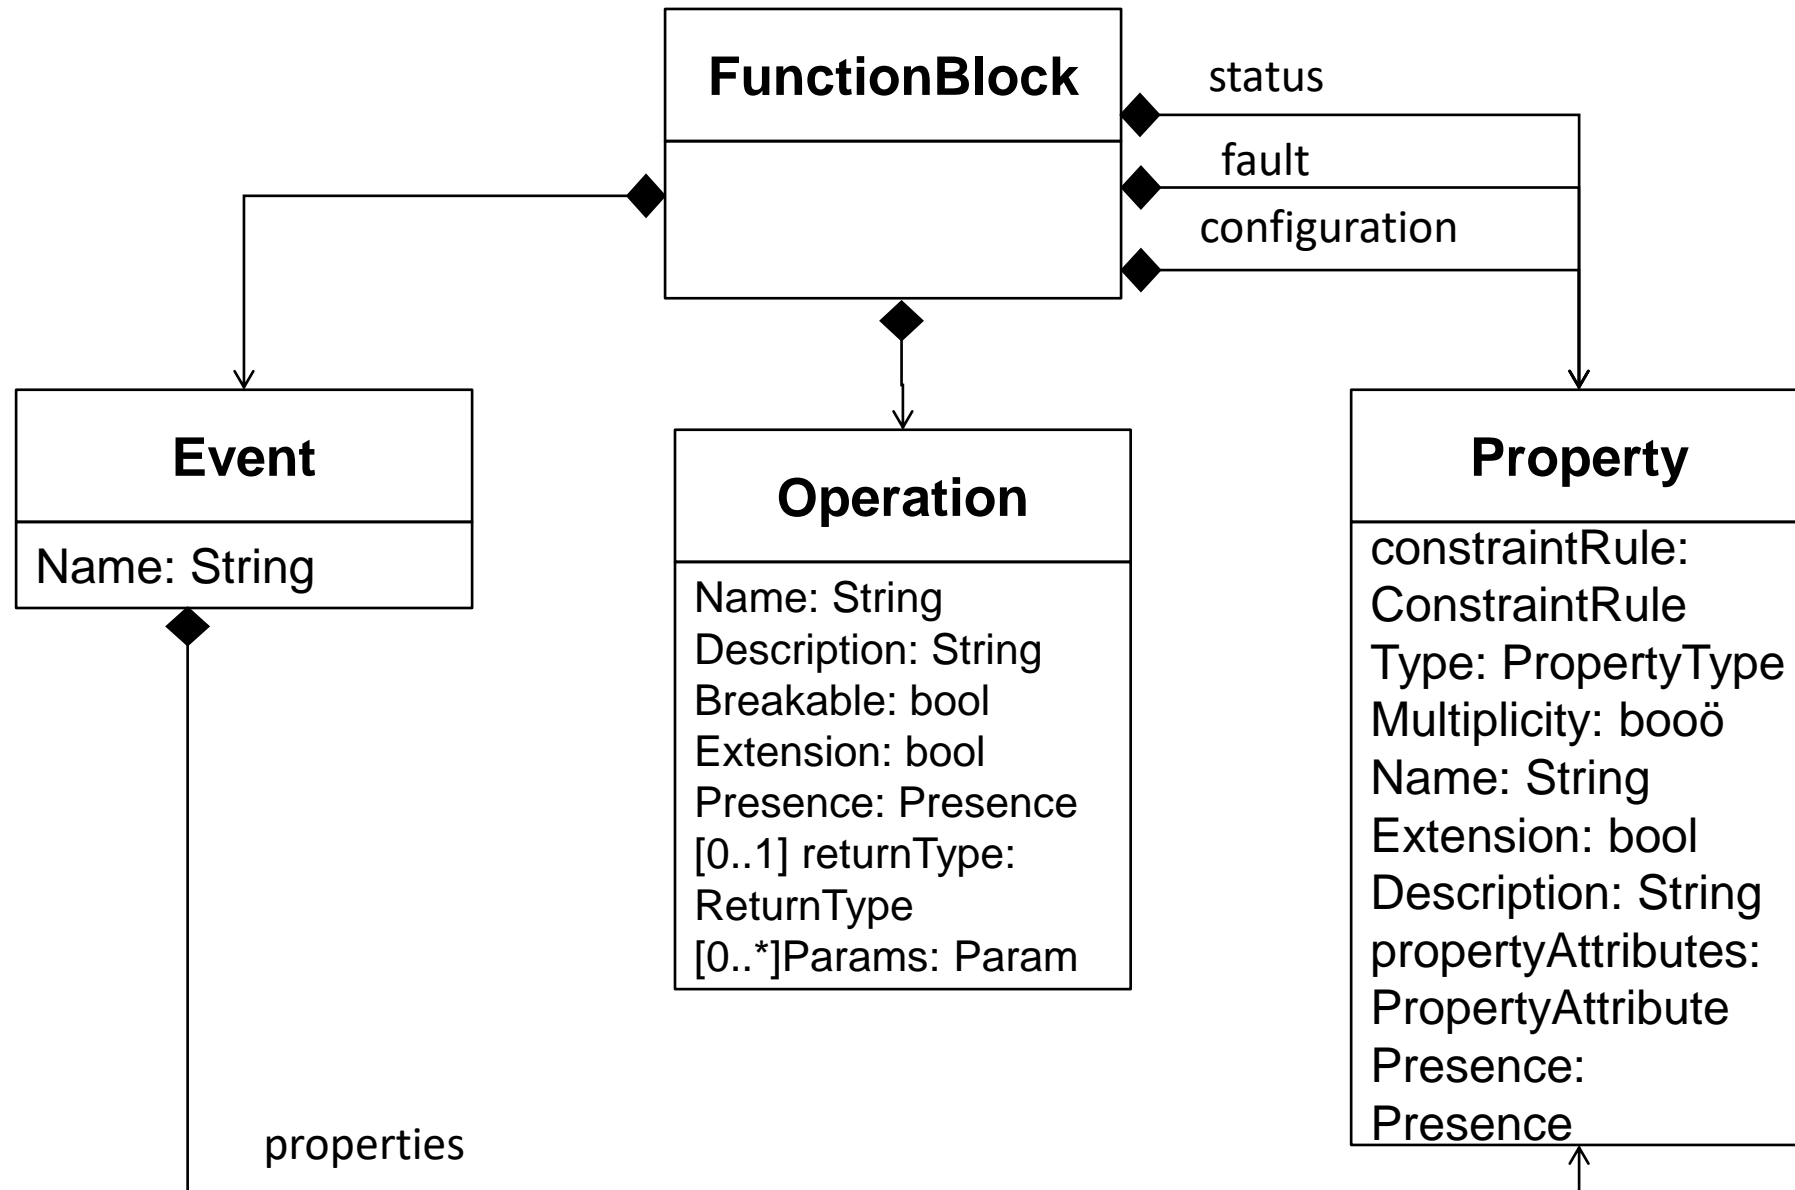 FunctionBlock
status
fault
configuration
Event
Name: String
Operation
Name: String
Description: String
Breakable: bool
Extension: bool
Presence: Presence
[0..1] returnType:
ReturnType
[0..*]Params: Param
Property
constraintRule:
ConstraintRule
Type: PropertyType
Multiplicity: booö
Name: String
Extension: bool
Description: String
propertyAttributes:
PropertyAttribute
Presence:
Presence
properties